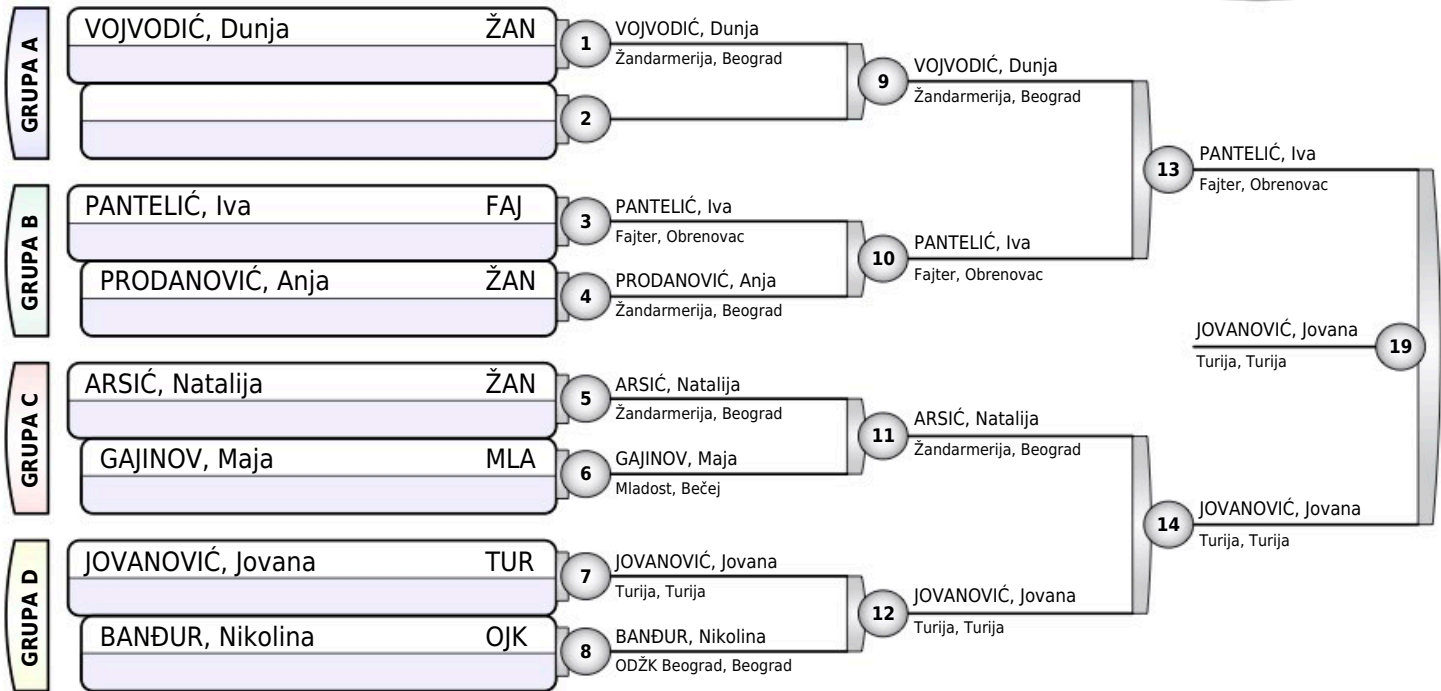 GRUPA A
VOJVODIĆ, Dunja ŽAN
1
VOJVODIĆ, Dunja
Žandarmerija, Beograd
2
9
VOJVODIĆ, Dunja
Žandarmerija, Beograd
GRUPA B
PANTELIĆ, Iva FAJ
3
PANTELIĆ, Iva
Fajter, Obrenovac
PRODANOVIĆ, Anja ŽAN
4
PRODANOVIĆ, Anja
Žandarmerija, Beograd
10
PANTELIĆ, Iva
Fajter, Obrenovac
13
PANTELIĆ, Iva
Fajter, Obrenovac
GRUPA C
ARSIĆ, Natalija ŽAN
5
ARSIĆ, Natalija
Žandarmerija, Beograd
GAJINOV, Maja MLA
6
GAJINOV, Maja
Mladost, Bečej
11
ARSIĆ, Natalija
Žandarmerija, Beograd
GRUPA D
JOVANOVIĆ, Jovana TUR
7
JOVANOVIĆ, Jovana
Turija, Turija
BANĐUR, Nikolina OJK
8
BANĐUR, Nikolina
ODŽK Beograd, Beograd
12
JOVANOVIĆ, Jovana
Turija, Turija
14
JOVANOVIĆ, Jovana
Turija, Turija
JOVANOVIĆ, Jovana
Turija, Turija
19